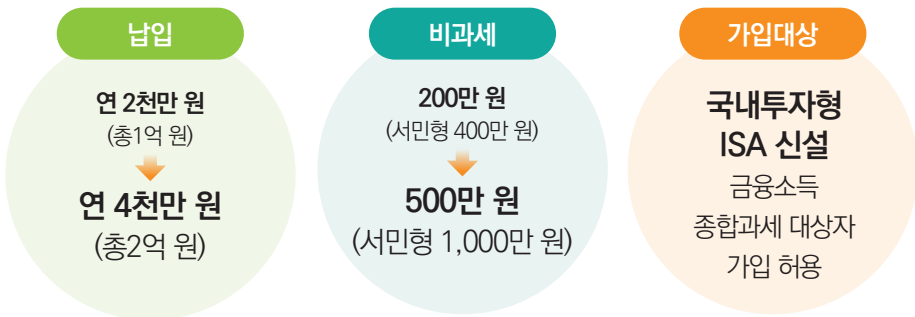 납입
연 2천만 원
(총1억 원)
연 4천만 원
(총2억 원)
비과세
200만 원
(서민형 400만 원)
500만 원
(서민형 1,000만 원)
가입대상
국내투자형
ISA 신설
금융소득
종합과세 대상자
가입 허용